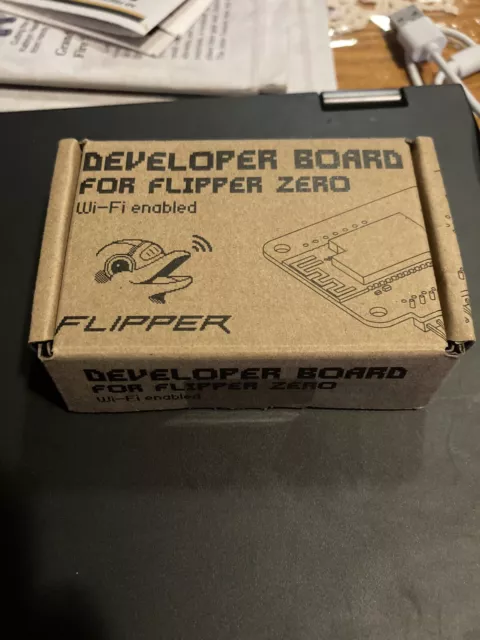 DEVELOPER BOARD
FOR FLIPPER ZERO
Wi-Fi enabled
FLIPPER
DEVELOPER BOARD
FOR FLIPPER ZERO
Wi-Fi enabled